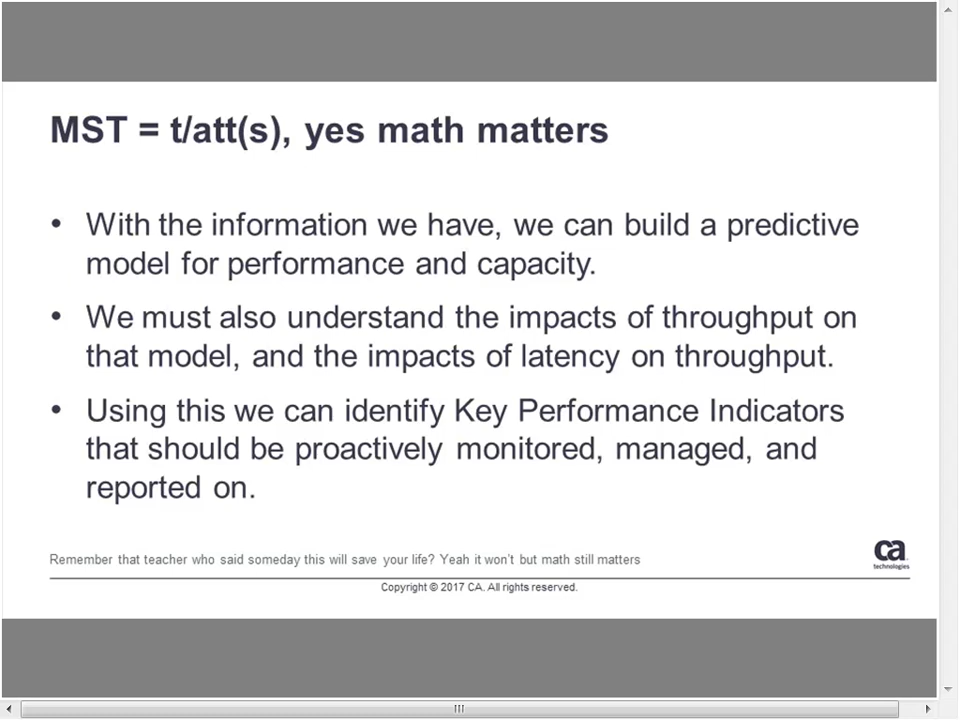 MST = t/att(s), yes math matters
• With the information we have, we can build a predictive
model for performance and capacity.
• We must also understand the impacts of throughput on
that model, and the impacts of latency on throughput.
• Using this we can identify Key Performance Indicators
that should be proactively monitored, managed, and
reported on.
Remember that teacher who said someday this will save your life? Yeah it won't but math still matters
ca
technologies
Copyright © 2017 CA. All rights reserved.